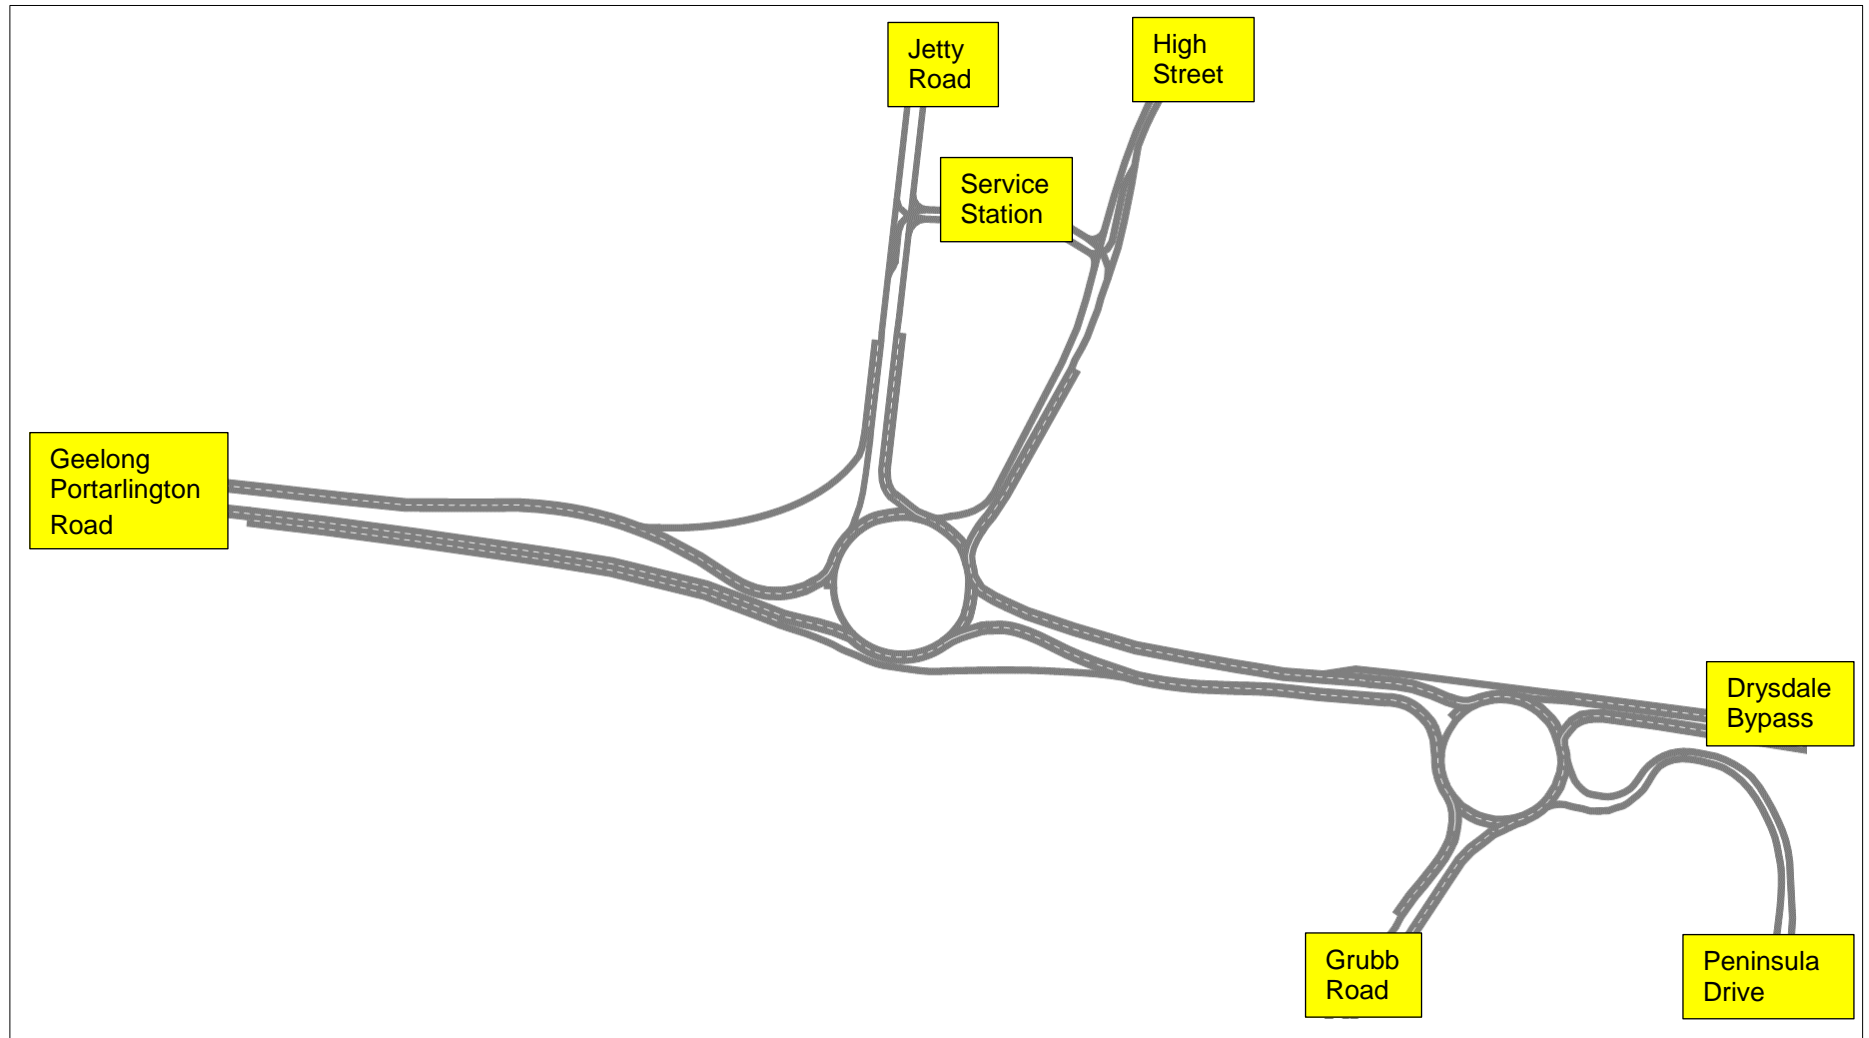 Jetty
Road
High
Street
Service
Station
Geelong
Portarlington
Road
Drysdale
Bypass
Grubb
Road
Peninsula
Drive